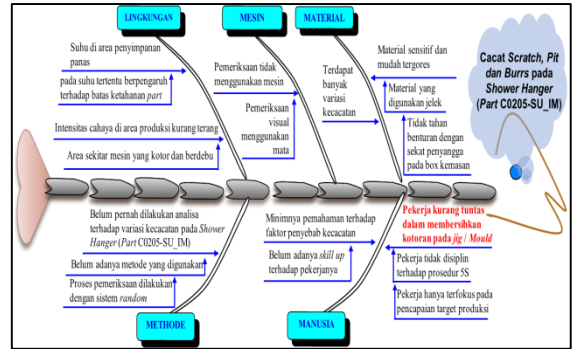 LINGKUNGAN
MESIN
MATERIAL
Suhu di area penyimpanan
panas
pada suhu tertentu berpengaruh
terhadap batas ketahanan part
Intensitas cahaya di area produksi kurang terang
Area sekitar mesin yang kotor dan berdebu
Pemeriksaan tidak
menggunakan mesin
Pemeriksaan
visual
menggunakan
mata
Terdapat
banyak
variasi
kecacatan
Material sensitif dan
mudah tergores
Material yang
digunakan jelek
Tidak tahan
benturan dengan
sekat penyangga
pada box kemasan
Cacat Scratch, Pit
dan Burrs pada
Shower Hanger
(Part C0205-SU_IM)
Belum pernah dilakukan analisa
terhadap variasi kecacatan pada Shower
Hanger (Part C0205-SU_IM)
Belum adanya metode yang digunakan
Proses pemeriksaan dilakukan
dengan sistem random
Minimnya pemahaman terhadap
faktor penyebab kecacatan
Belum adanya skill up
terhadap pekerjanya
Pekerja kurang tuntas
dalam membersihkan
kotoran pada jig / Mould
Pekerja tidak disiplin
terhadap prosedur 5S
Pekerja hanya terfokus pada
pencapaian target produksi
METHODE
MANUSIA